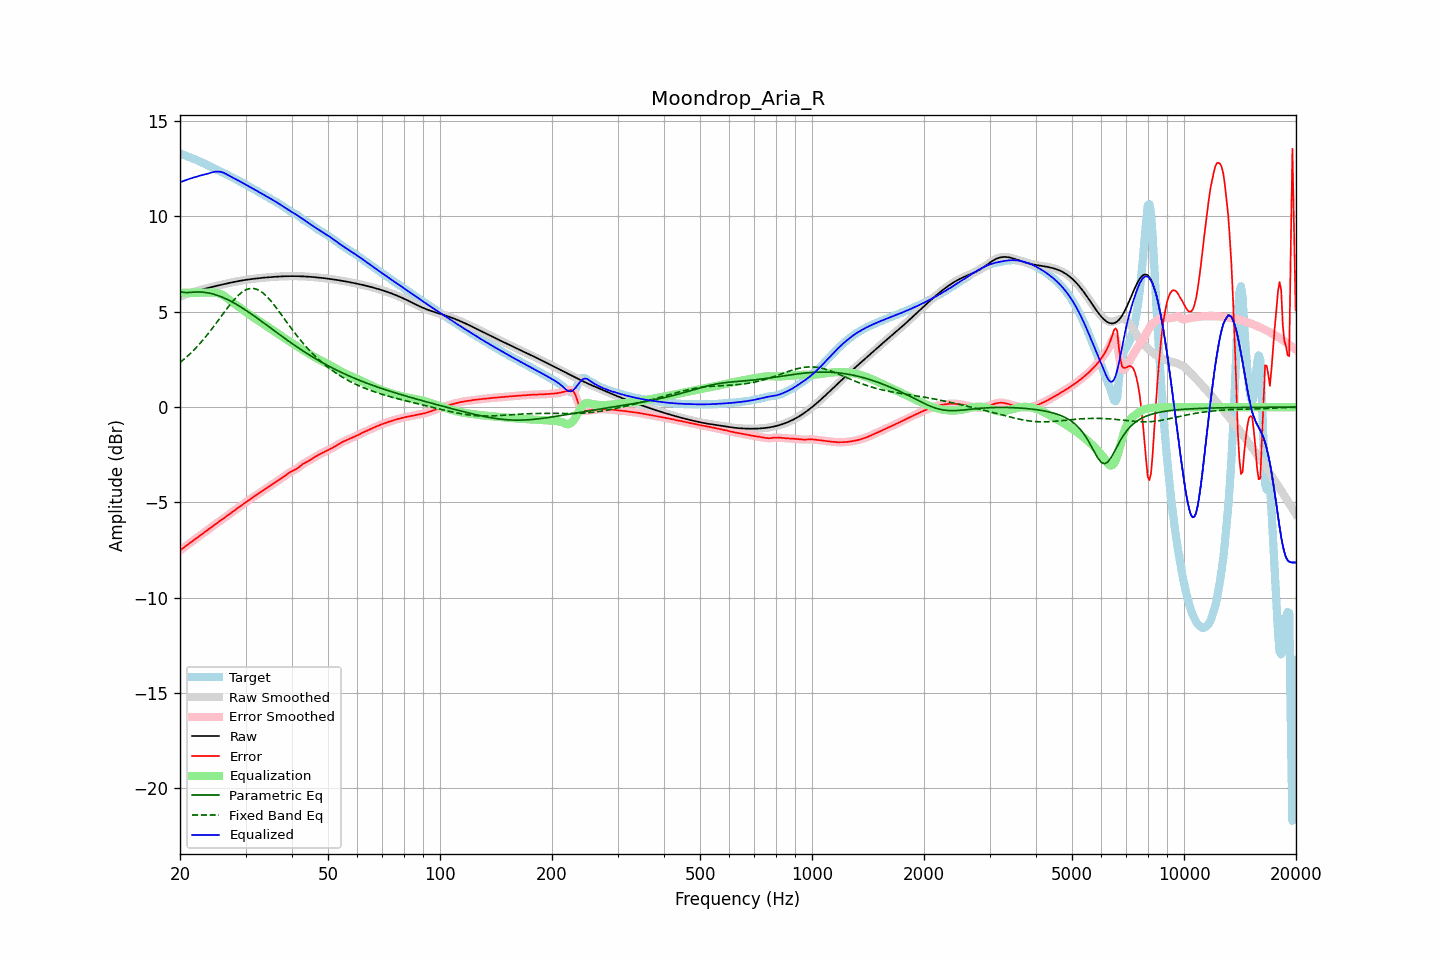 Moondrop_Aria_R
15
10
5
0
−5
−10
−15
−20
Amplitude (dBr)
Target
Raw Smoothed
Error Smoothed
Raw
Error
Equalization
Parametric Eq
Fixed Band Eq
Equalized
20
50
100
200
500
1000
2000
5000
10000
20000
Frequency (Hz)